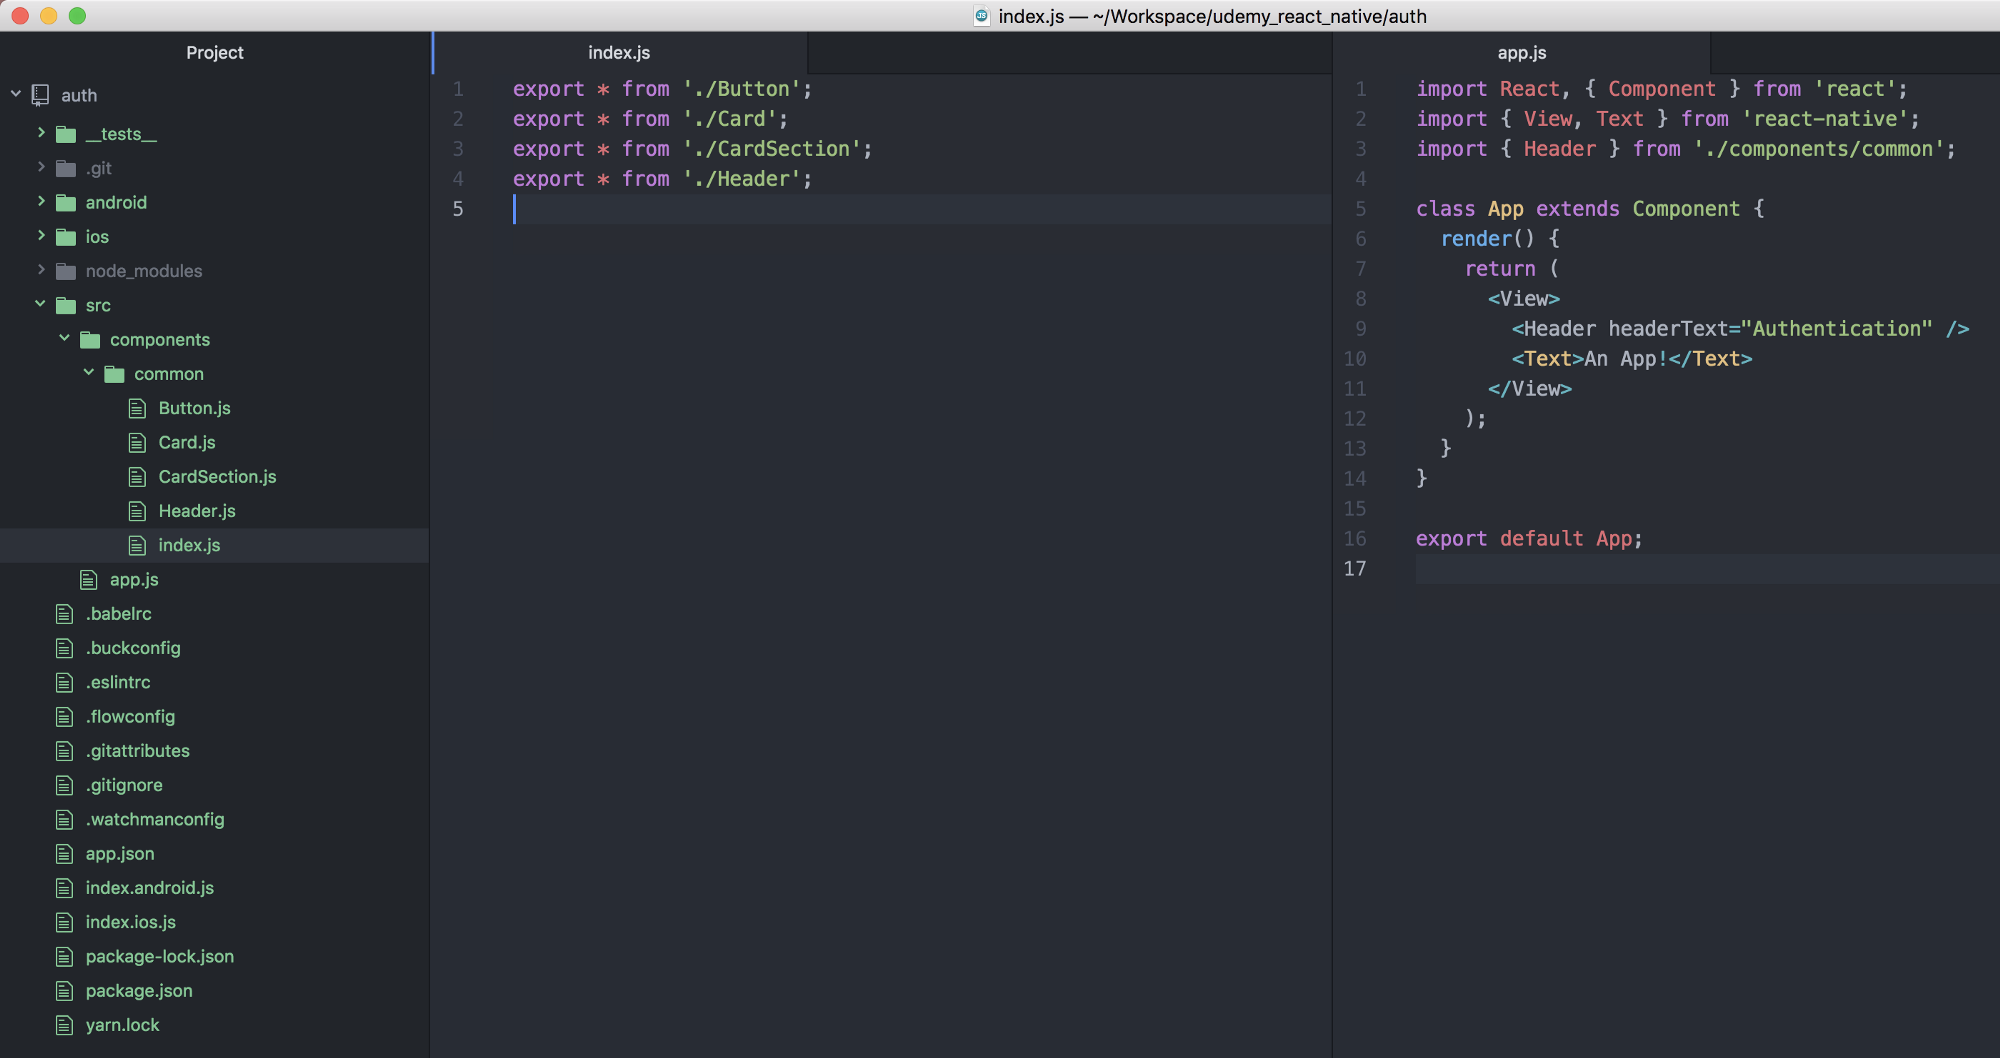 index.js — ~/Workspace/udemy_react_native/auth
Project
auth
__tests__
.git
android
ios
node_modules
src
components
common
Button.js
Card.js
CardSection.js
Header.js
index.js
app.js
.babelrc
.buckconfig
.eslintrc
.flowconfig
.gitattributes
.gitignore
.watchmanconfig
app.json
index.android.js
index.ios.js
package-lock.json
package.json
yarn.lock
index.js
1 export * from './Button';
2 export * from './Card';
3 export * from './CardSection';
4 export * from './Header';
5
app.js
1 import React, { Component } from 'react';
2 import { View, Text } from 'react-native';
3 import { Header } from './components/common';
4
5 class App extends Component {
6   render() {
7     return (
8       <View>
9         <Header headerText="Authentication" />
10         <Text>An App!</Text>
11       </View>
12     );
13   }
14 }
15
16 export default App;
17